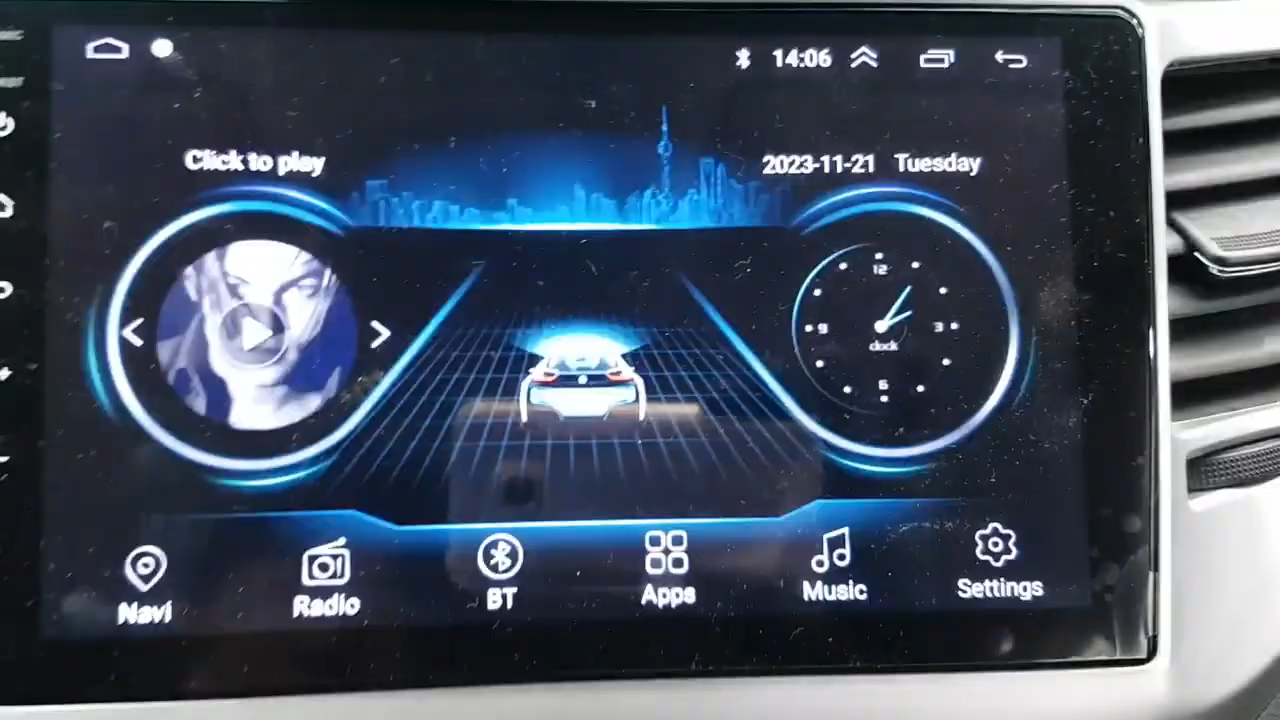 14:06
Click to play
2023-11-21 Tuesday
12
9
3
clock
6
Navi
Radio
BT
Apps
Music
Settings